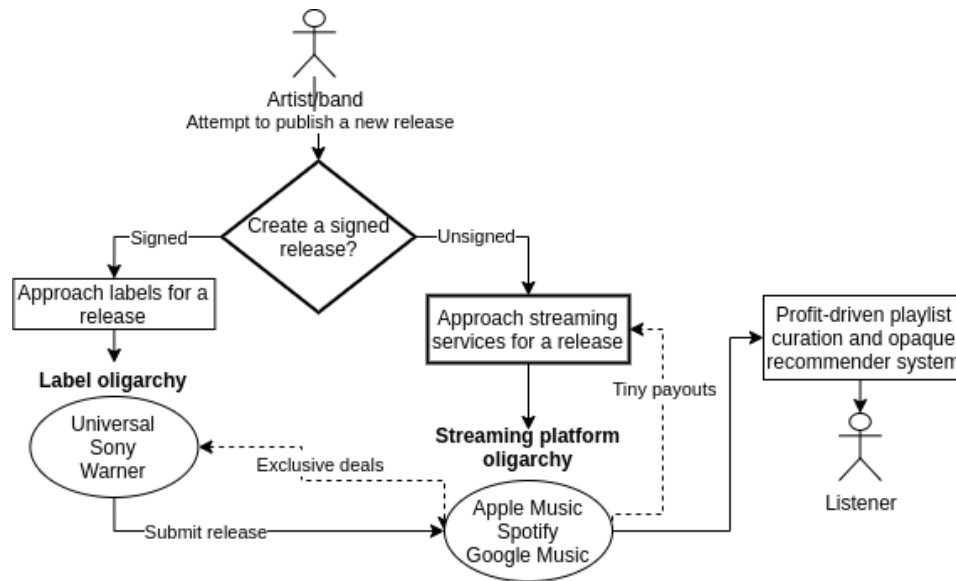 Artist/band
Attempt to publish a new release
Create a signed
release?
Signed
Unsigned
Approach labels for a
release
Approach streaming
services for a release
Profit-driven playlist
curation and opaque
recommender system
Label oligarchy
Universal
Sony
Warner
Tiny payouts
Streaming platform
oligarchy
Exclusive deals
Apple Music
Spotify
Google Music
Submit release
Listener